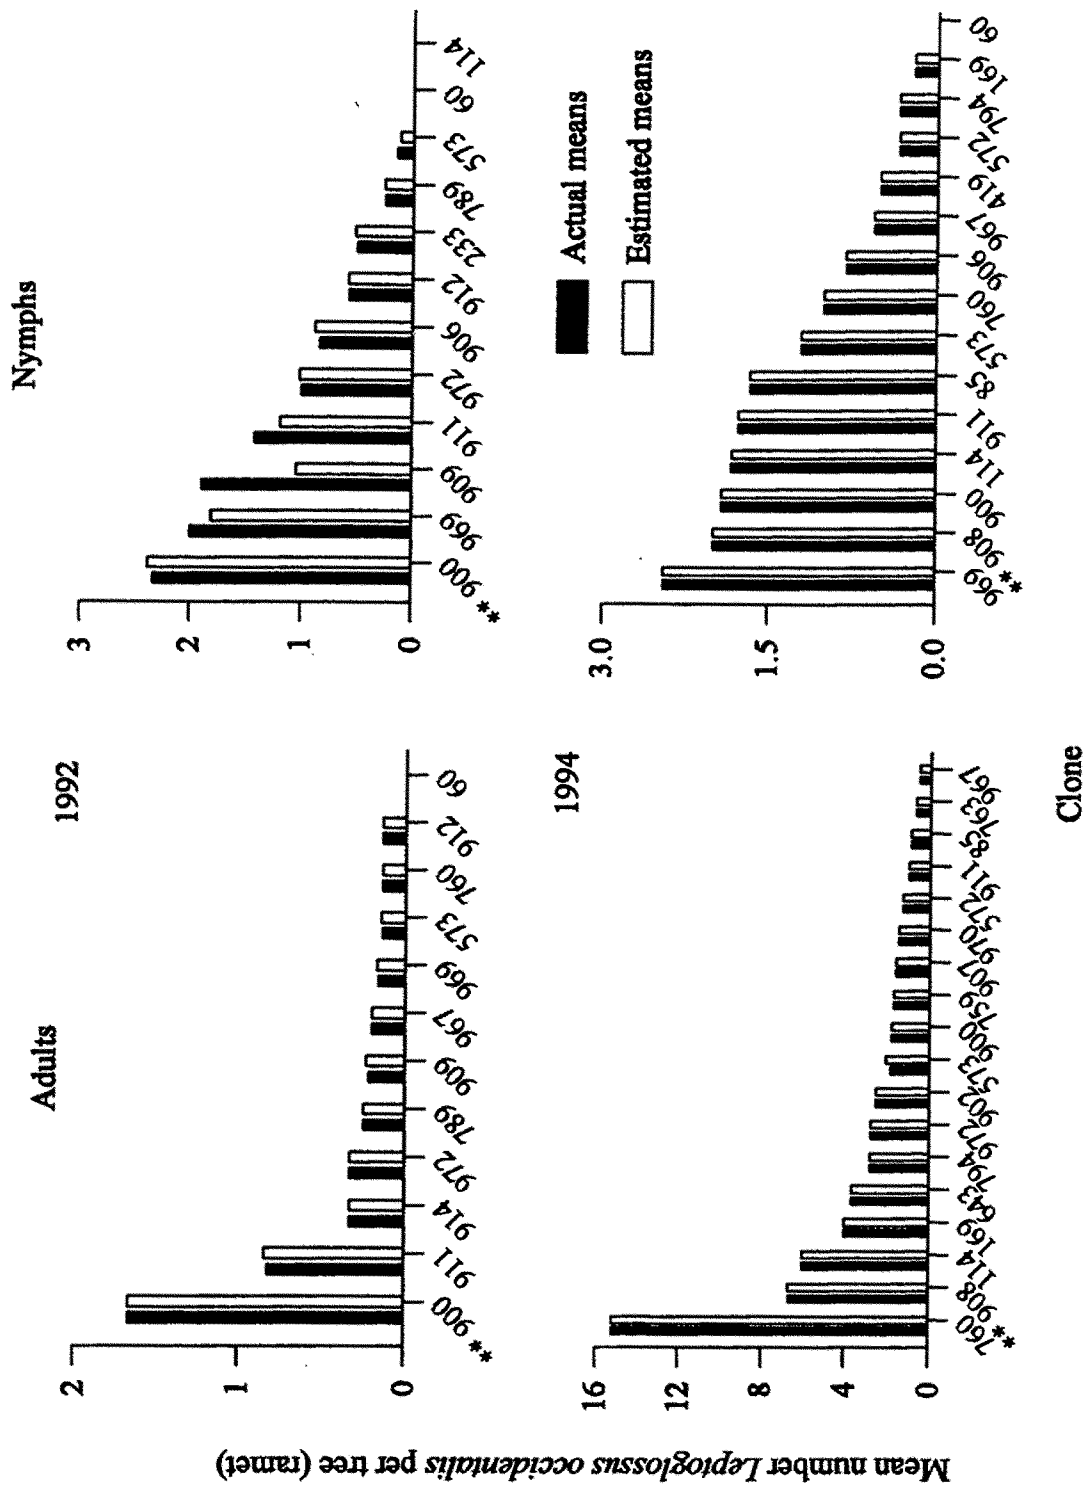 Adults
Nymphs
1992
2
1
0
**900 911 914 972 789 909 967 969 573 760 912 60
3
2
1
0
**900 969 909 911 972 906 912 233 789 573 60 114
Actual means
Estimated means
1994
16
12
8
4
0
760 908 114 169 643 794 972 902 573 900 759 907 970 572 911 85 763 967
**
3.0
1.5
0.0
969 908 900 114 911 85 573 760 906 967 419 572 794 169 60
**
Clone
Mean number Leptoglossus occidentalis per tree (ramet)